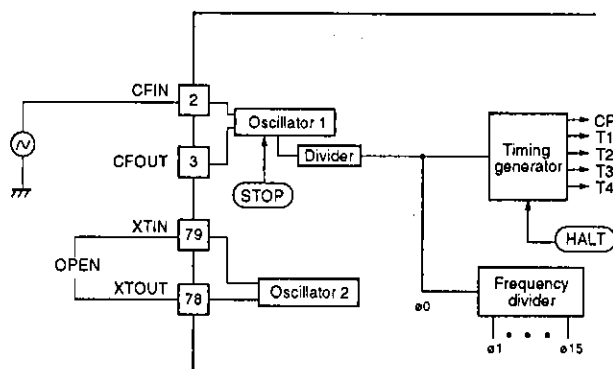 CFIN
2
Oscillator 1
CFOUT
3
Divider
STOP
Timing
generator
CP
T1
T2
T3
T4
HALT
XTIN
79
OPEN
XTOUT
78
Oscillator 2
Frequency
divider
ø0
ø1
ø15